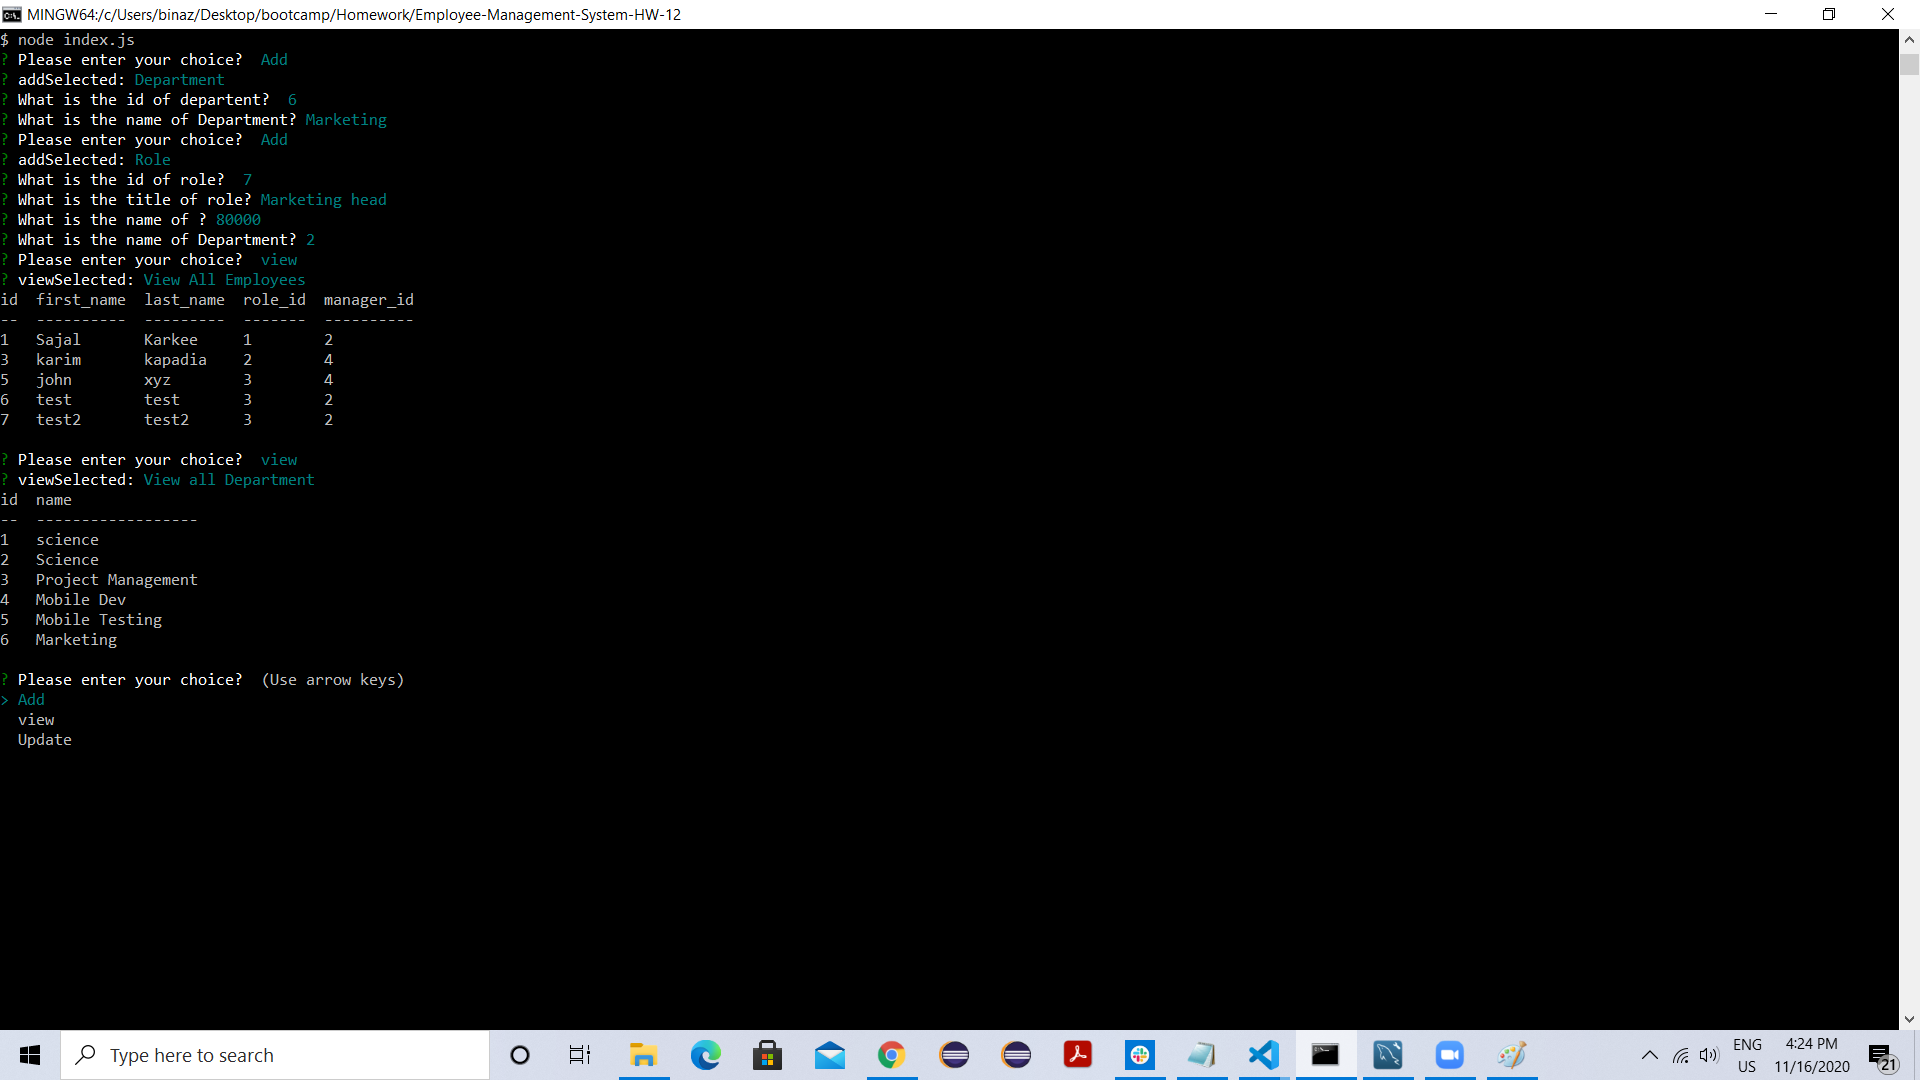 MINGW64:/c/Users/binaz/Desktop/bootcamp/Homework/Employee-Management-System-HW-12
$ node index.js
? Please enter your choice?  Add
? addSelected: Department
? What is the id of departent?  6
? What is the name of Department? Marketing
? Please enter your choice?  Add
? addSelected: Role
? What is the id of role?  7
? What is the title of role? Marketing head
? What is the name of ? 80000
? What is the name of Department? 2
? Please enter your choice?  view
? viewSelected: View All Employees
id  first_name  last_name  role_id  manager_id
--  ----------  ---------  -------  ----------
1   Sajal       Karkee     1        2
3   karim       kapadia    2        4
5   john        xyz        3        4
6   test        test       3        2
7   test2       test2      3        2
? Please enter your choice?  view
? viewSelected: View all Department
id  name
--  ------------------
1   science
2   Science
3   Project Management
4   Mobile Dev
5   Mobile Testing
6   Marketing
? Please enter your choice?  (Use arrow keys)
> Add
  view
  Update
Type here to search
ENG
US
4:24 PM
11/16/2020
21